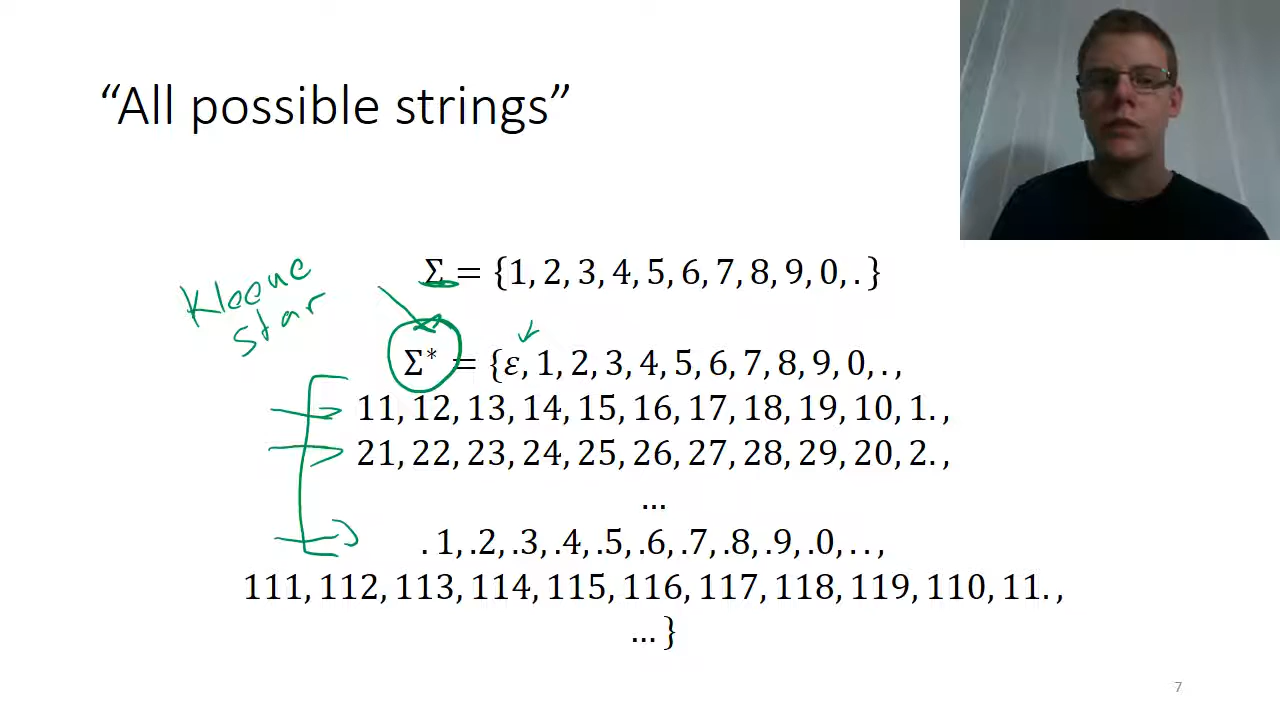 “All possible strings”
Kleene
star
Σ = {1, 2, 3, 4, 5, 6, 7, 8, 9, 0, . }
Σ* = {ε, 1, 2, 3, 4, 5, 6, 7, 8, 9, 0, . ,
11, 12, 13, 14, 15, 16, 17, 18, 19, 10, 1. ,
21, 22, 23, 24, 25, 26, 27, 28, 29, 20, 2. ,
...
. 1, .2, .3, .4, .5, .6, .7, .8, .9, .0, . . ,
111, 112, 113, 114, 115, 116, 117, 118, 119, 110, 11. ,
... }
7